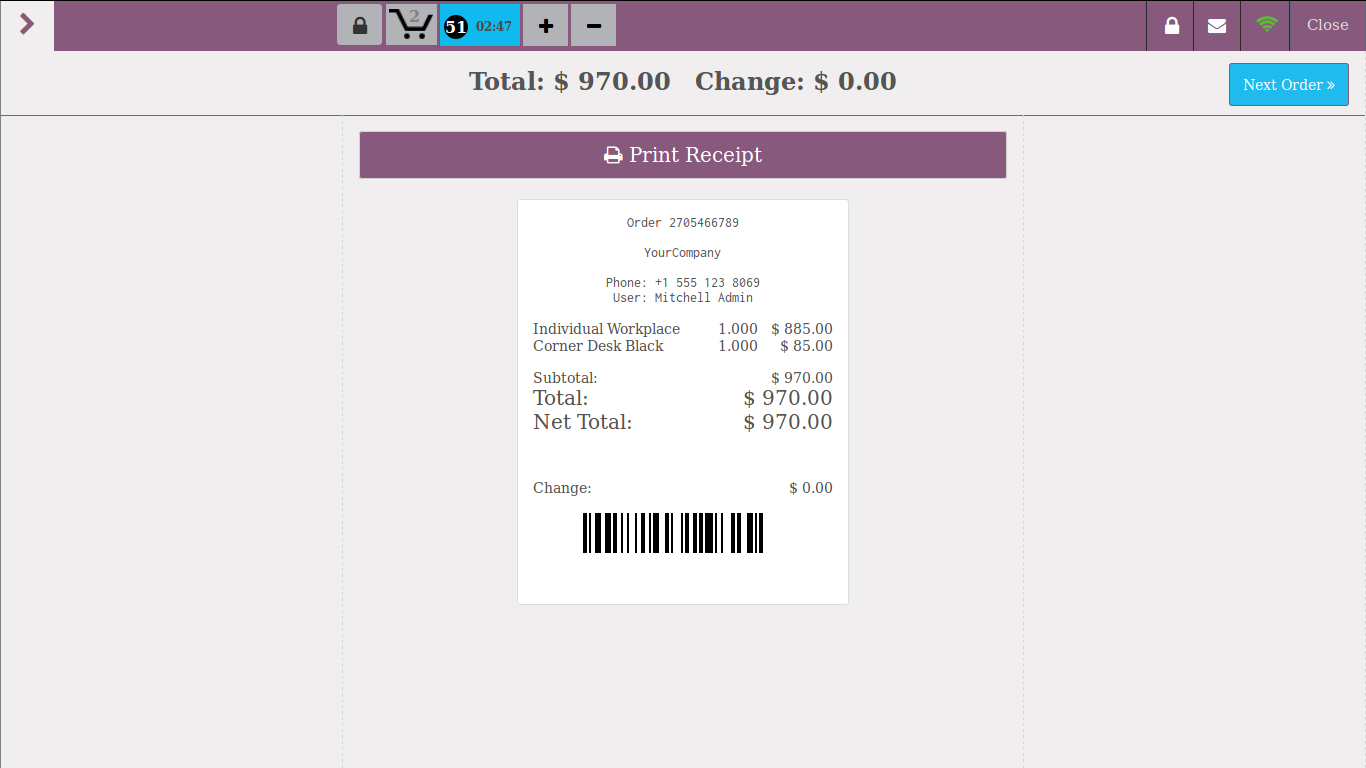 2
51 02:47
+
-
Close
Total: $ 970.00 Change: $ 0.00
Next Order »
Print Receipt
Order 2705466789
YourCompany
Phone: +1 555 123 8069
User: Mitchell Admin
Individual Workplace 1.000 $ 885.00
Corner Desk Black 1.000 $ 85.00
Subtotal: $ 970.00
Total: $ 970.00
Net Total: $ 970.00
Change: $ 0.00